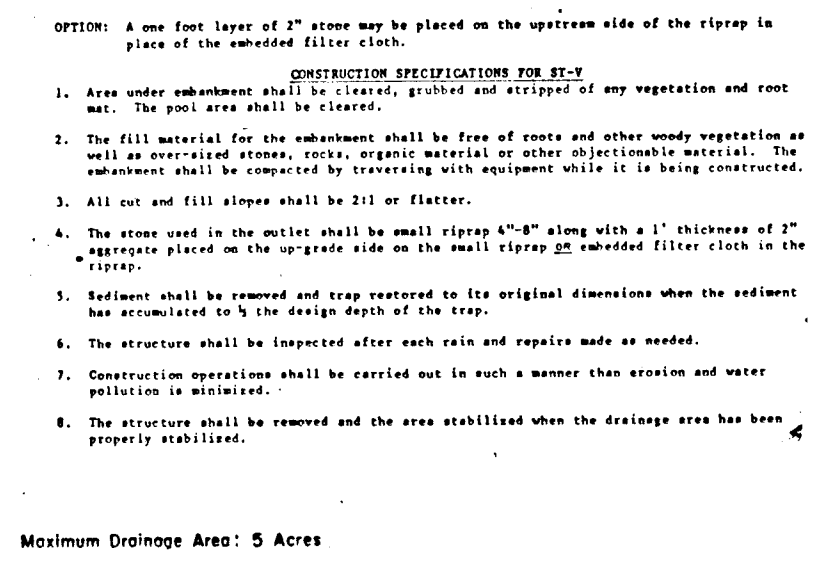 OPTION: A one foot layer of 2" stone may be placed on the upstream side of the riprap in
place of the embedded filter cloth.
CONSTRUCTION SPECIFICATIONS FOR ST-V
1. Area under embankment shall be cleared, grubbed and stripped of any vegetation and root
mat. The pool area shall be cleared.
2. The fill material for the embankment shall be free of roots and other woody vegetation as
well as over-sized stones, rocks, organic material or other objectionable material. The
embankment shall be compacted by traversing with equipment while it is being constructed.
3. All cut and fill slopes shall be 2:1 or flatter.
4. The stone used in the outlet shall be small riprap 4"-8" along with a 1' thickness of 2"
aggregate placed on the up-grade side on the small riprap OR embedded filter cloth in the
riprap.
5. Sediment shall be removed and trap restored to its original dimensions when the sediment
has accumulated to ½ the design depth of the trap.
6. The structure shall be inspected after each rain and repairs made as needed.
7. Construction operations shall be carried out in such a manner than erosion and water
pollution is minimized.
8. The structure shall be removed and the area stabilized when the drainage area has been
properly stabilized.
Maximum Drainage Area: 5 Acres